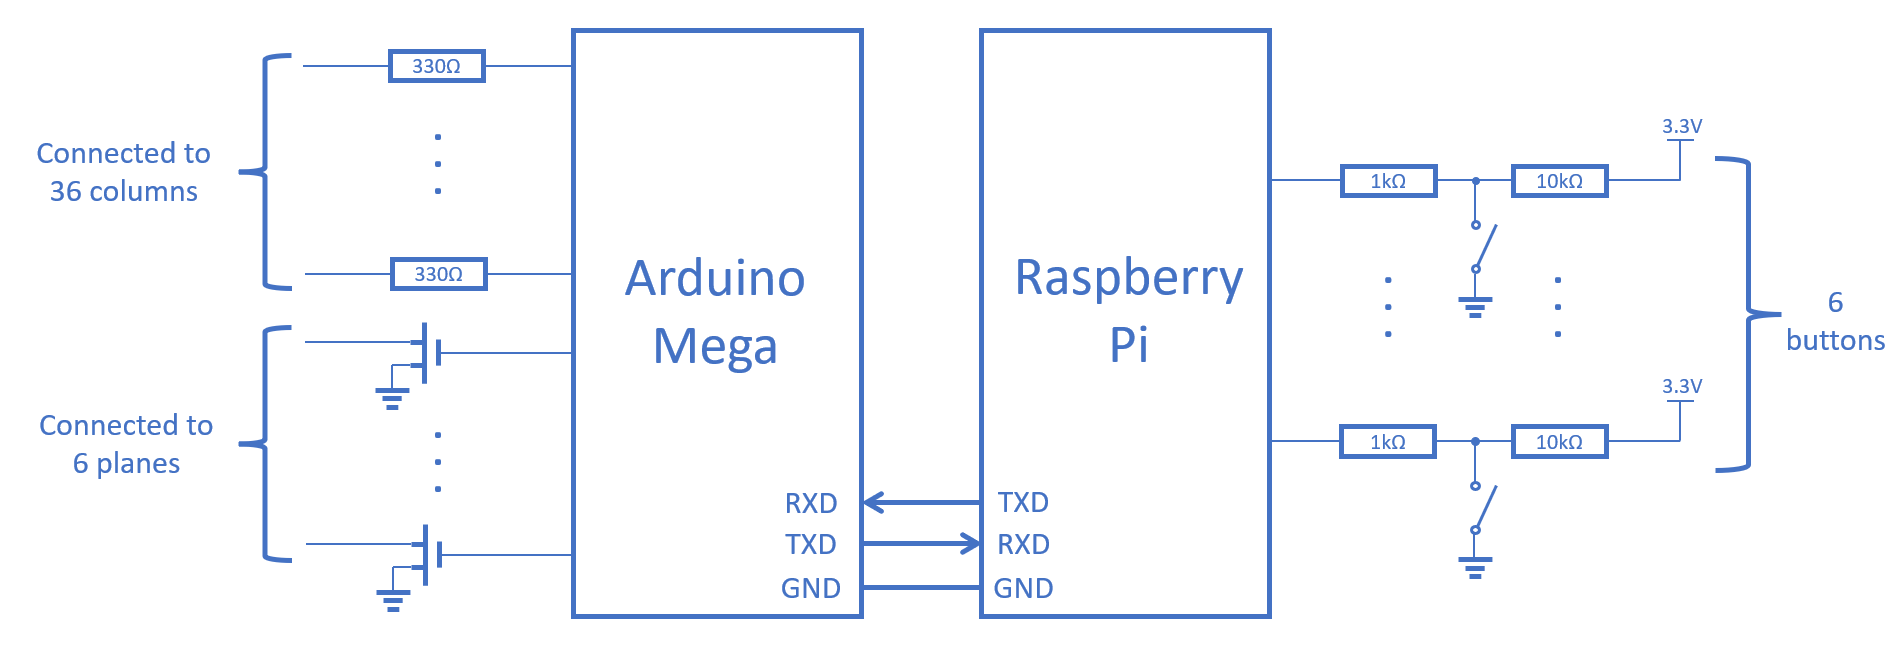 Connected to
36 columns
330Ω
330Ω
Connected to
6 planes
Arduino
Mega
RXD
TXD
GND
Raspberry
Pi
TXD
RXD
GND
1kΩ
10kΩ
3.3V
1kΩ
10kΩ
3.3V
6
buttons